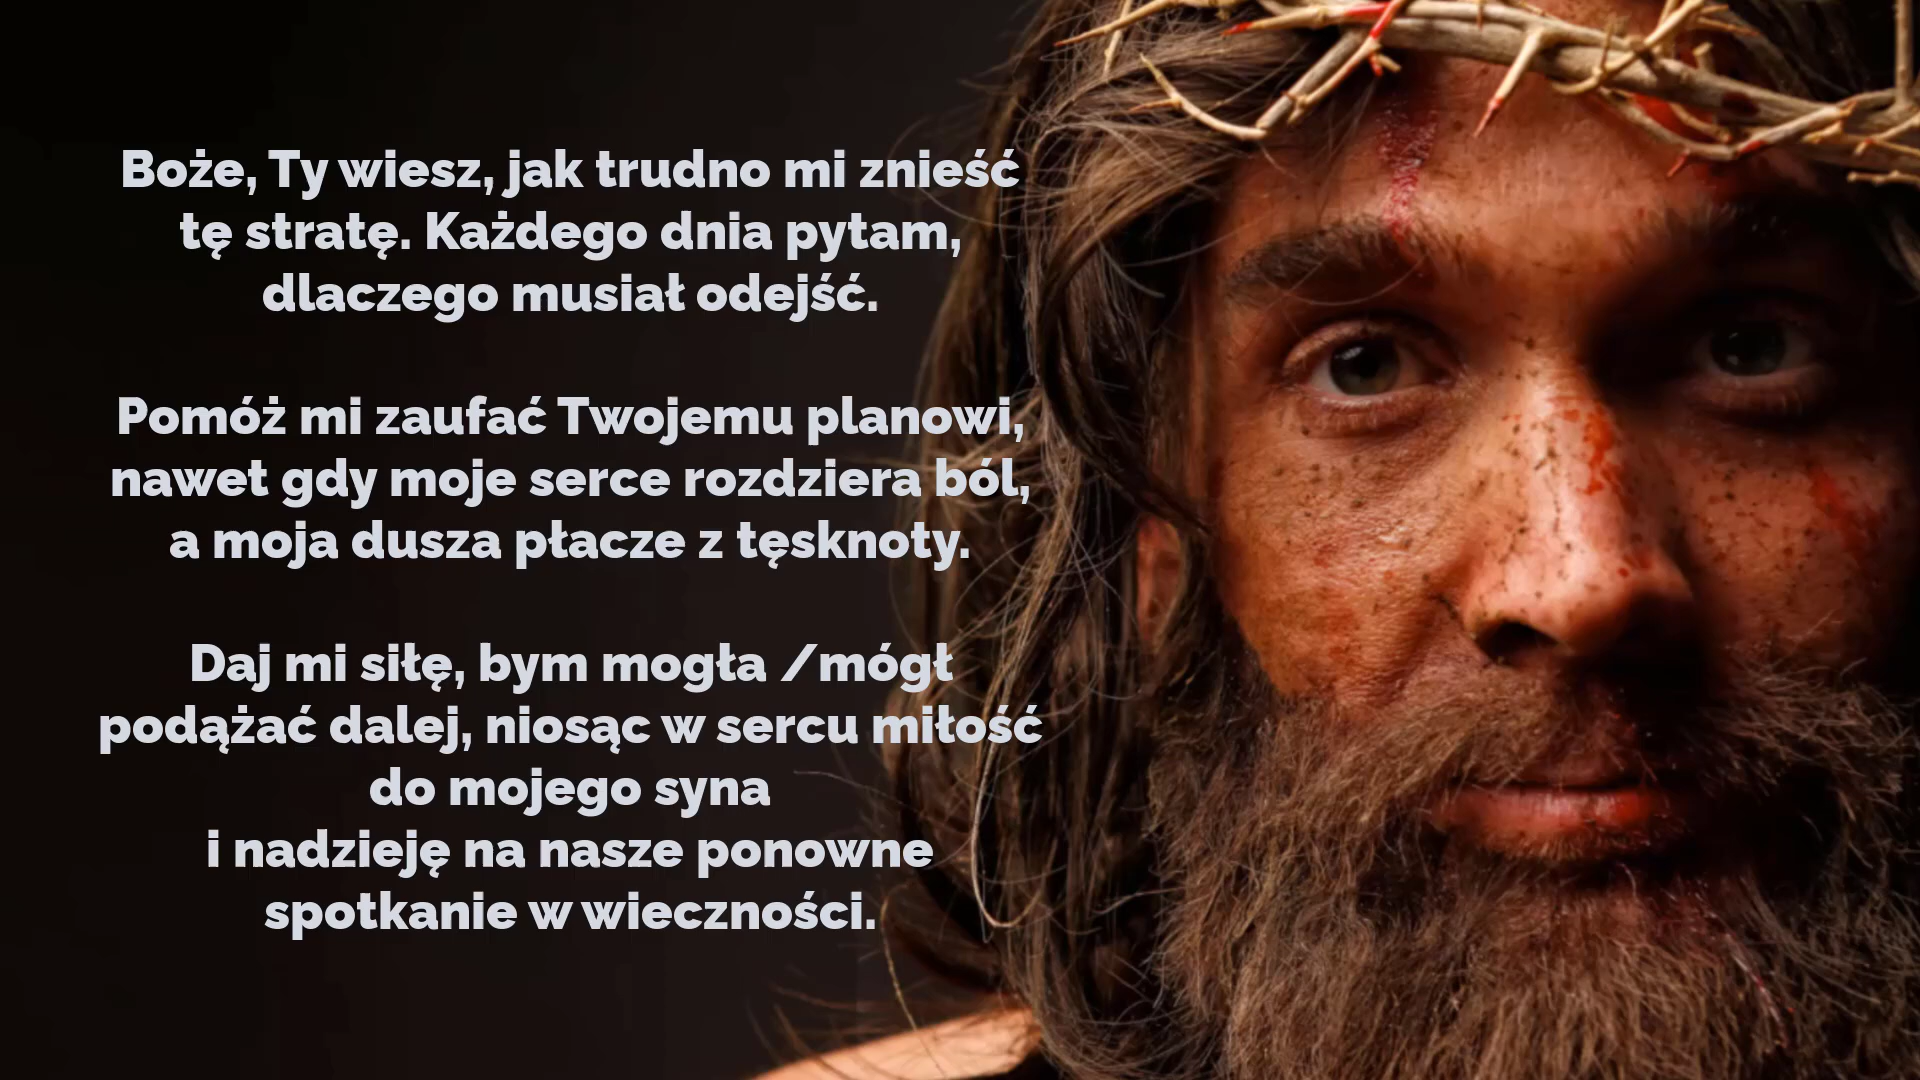 Boże, Ty wiesz, jak trudno mi znieść
tę stratę. Każdego dnia pytam,
dlaczego musiał odejść.
Pomóż mi zaufać Twojemu planowi,
nawet gdy moje serce rozdziera ból,
a moja dusza płacze z tęsknoty.
Daj mi siłę, bym mogła /mógł
podążać dalej, niosąc w sercu miłość
do mojego syna
i nadzieję na nasze ponowne
spotkanie w wieczności.